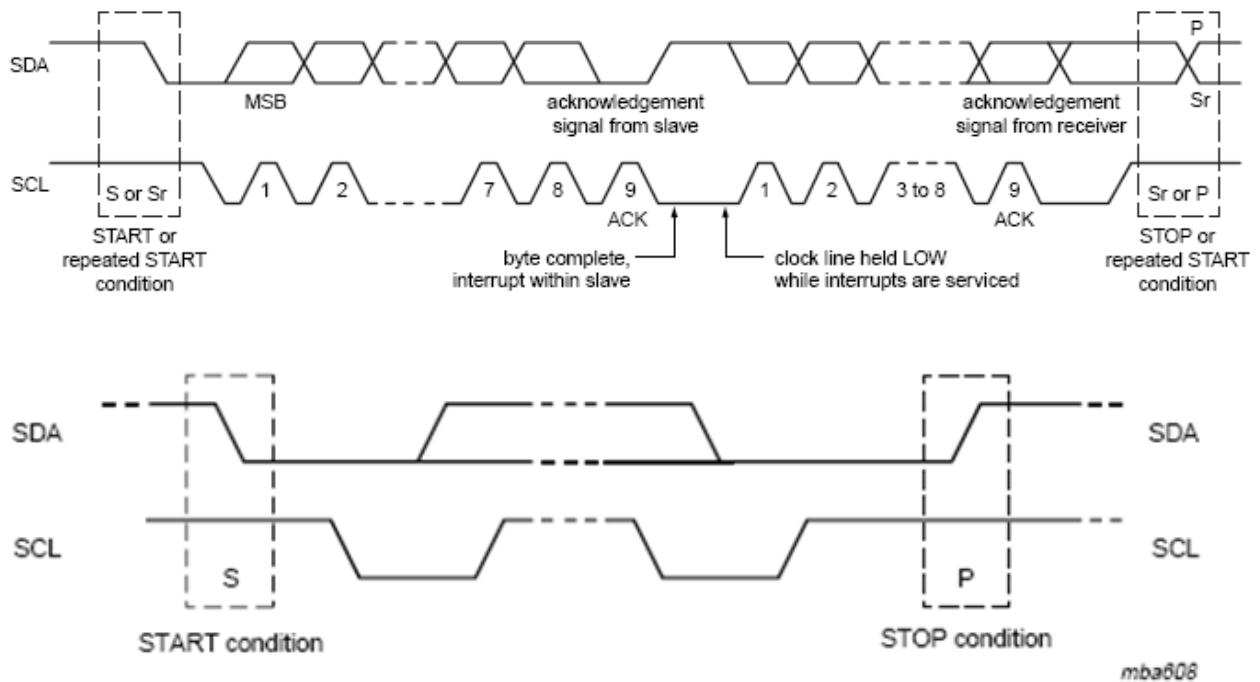 P
SDA
MSB
acknowledgement
signal from slave
acknowledgement
signal from receiver
Sr
SCL
S or Sr
1
2
7
8
9
1
2
3 to 8
9
Sr or P
ACK
ACK
START or
repeated START
condition
byte complete,
interrupt within slave
clock line held LOW
while interrupts are serviced
STOP or
repeated START
condition
SDA
SDA
SCL
SCL
S
P
START condition
STOP condition
mba608